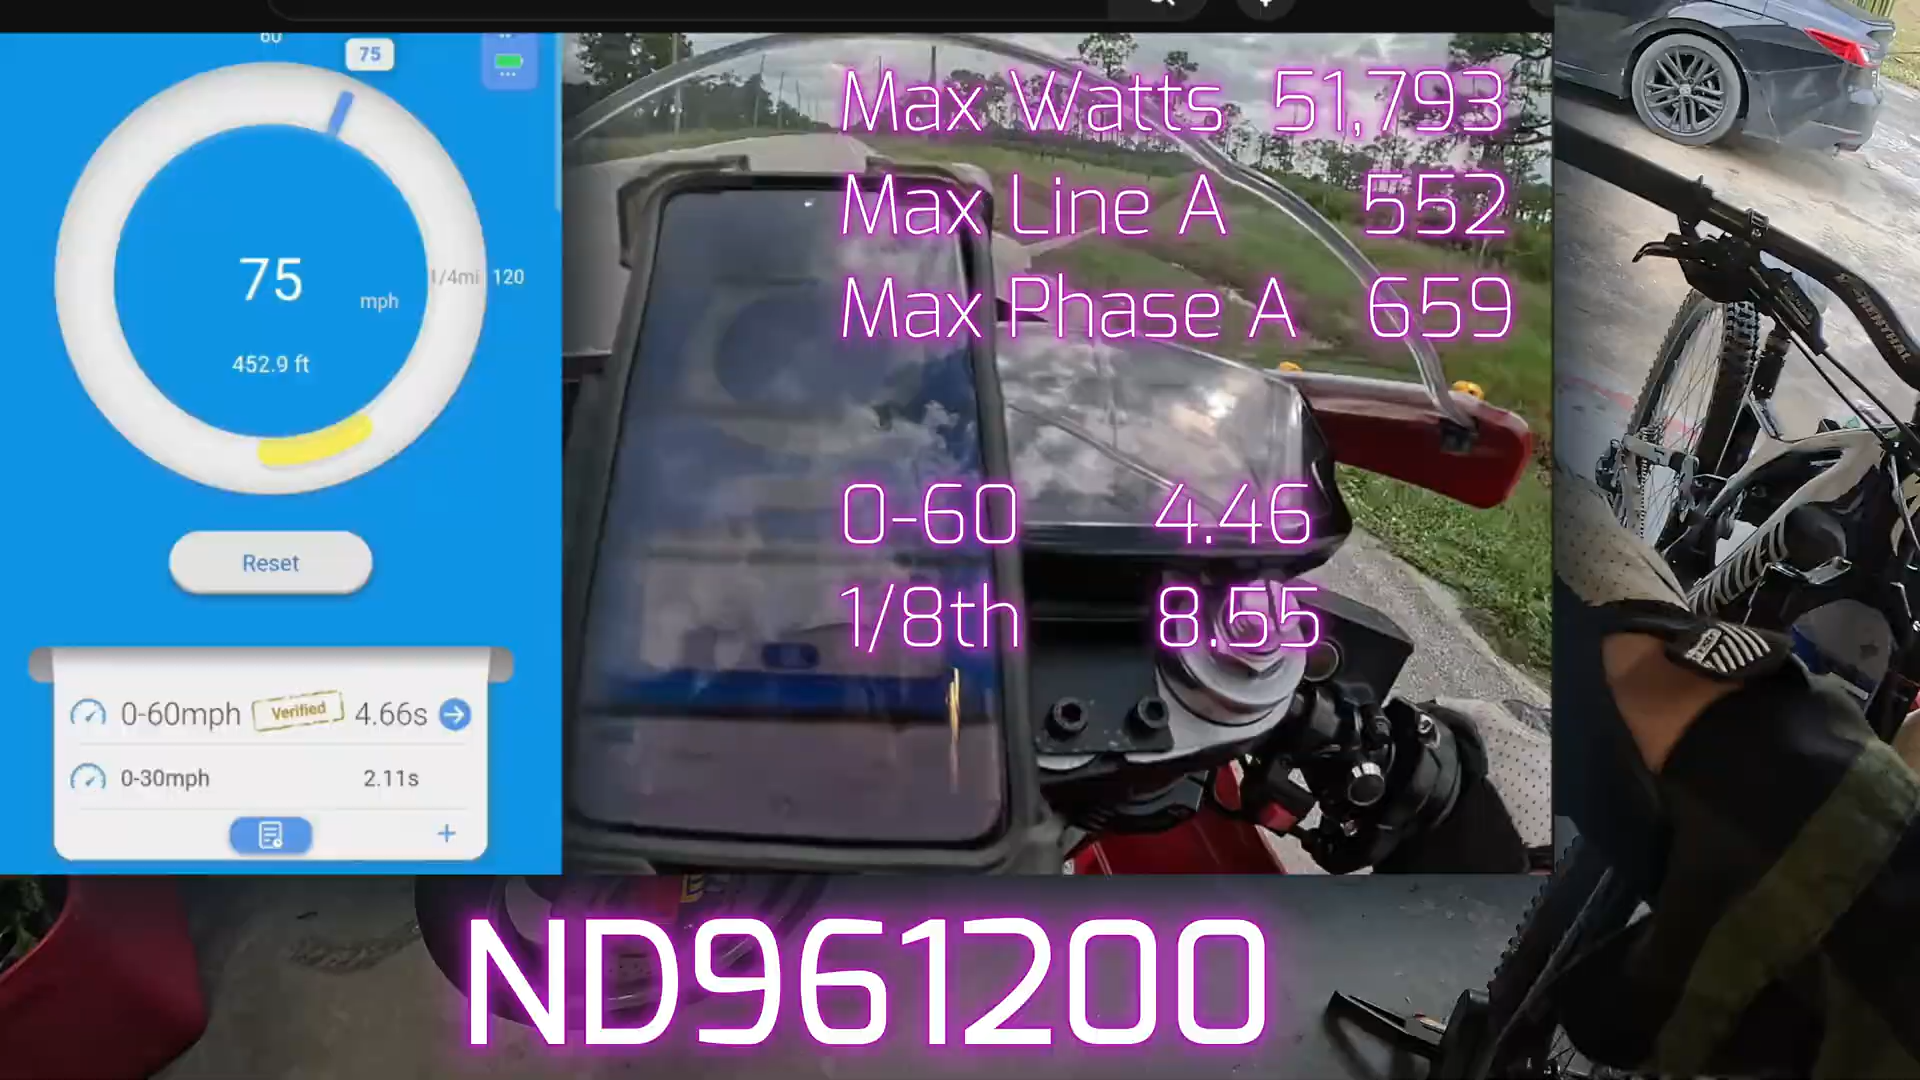 75
75
mph
1/4mi 120
452.9 ft
Reset
0-60mph Verified 4.66s
0-30mph 2.11s
+
Max Watts 51,793
Max Line A 552
Max Phase A 659
0-60 4.46
1/8th 8.55
RENTHAL
ND961200